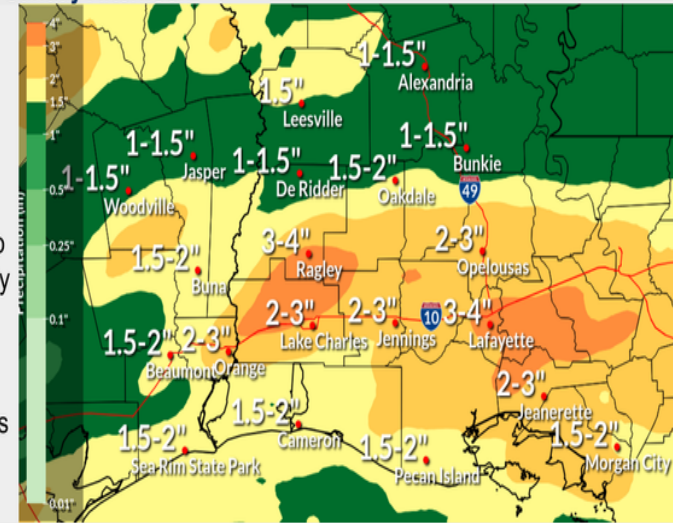 4"
3"
2"
1.5"
1"
0.5"
0.25"
0.1"
0.01"
Precipitation (in)
y
s
1-1.5"
Alexandria
1.5"
Leesville
1-1.5"
Bunkie
1-1.5"
Jasper
1-1.5"
De Ridder
1.5-2"
Oakdale
1-1.5"
Woodville
49
3-4"
Ragley
2-3"
Opelousas
1.5-2"
Buna
2-3"
Lake Charles
2-3"
Jennings
10
3-4"
Lafayette
1.5-2"
Beaumont
2-3"
Orange
2-3"
Jeanerette
1.5-2"
Cameron
1.5-2"
Sea Rim State Park
1.5-2"
Pecan Island
1.5-2"
Morgan City